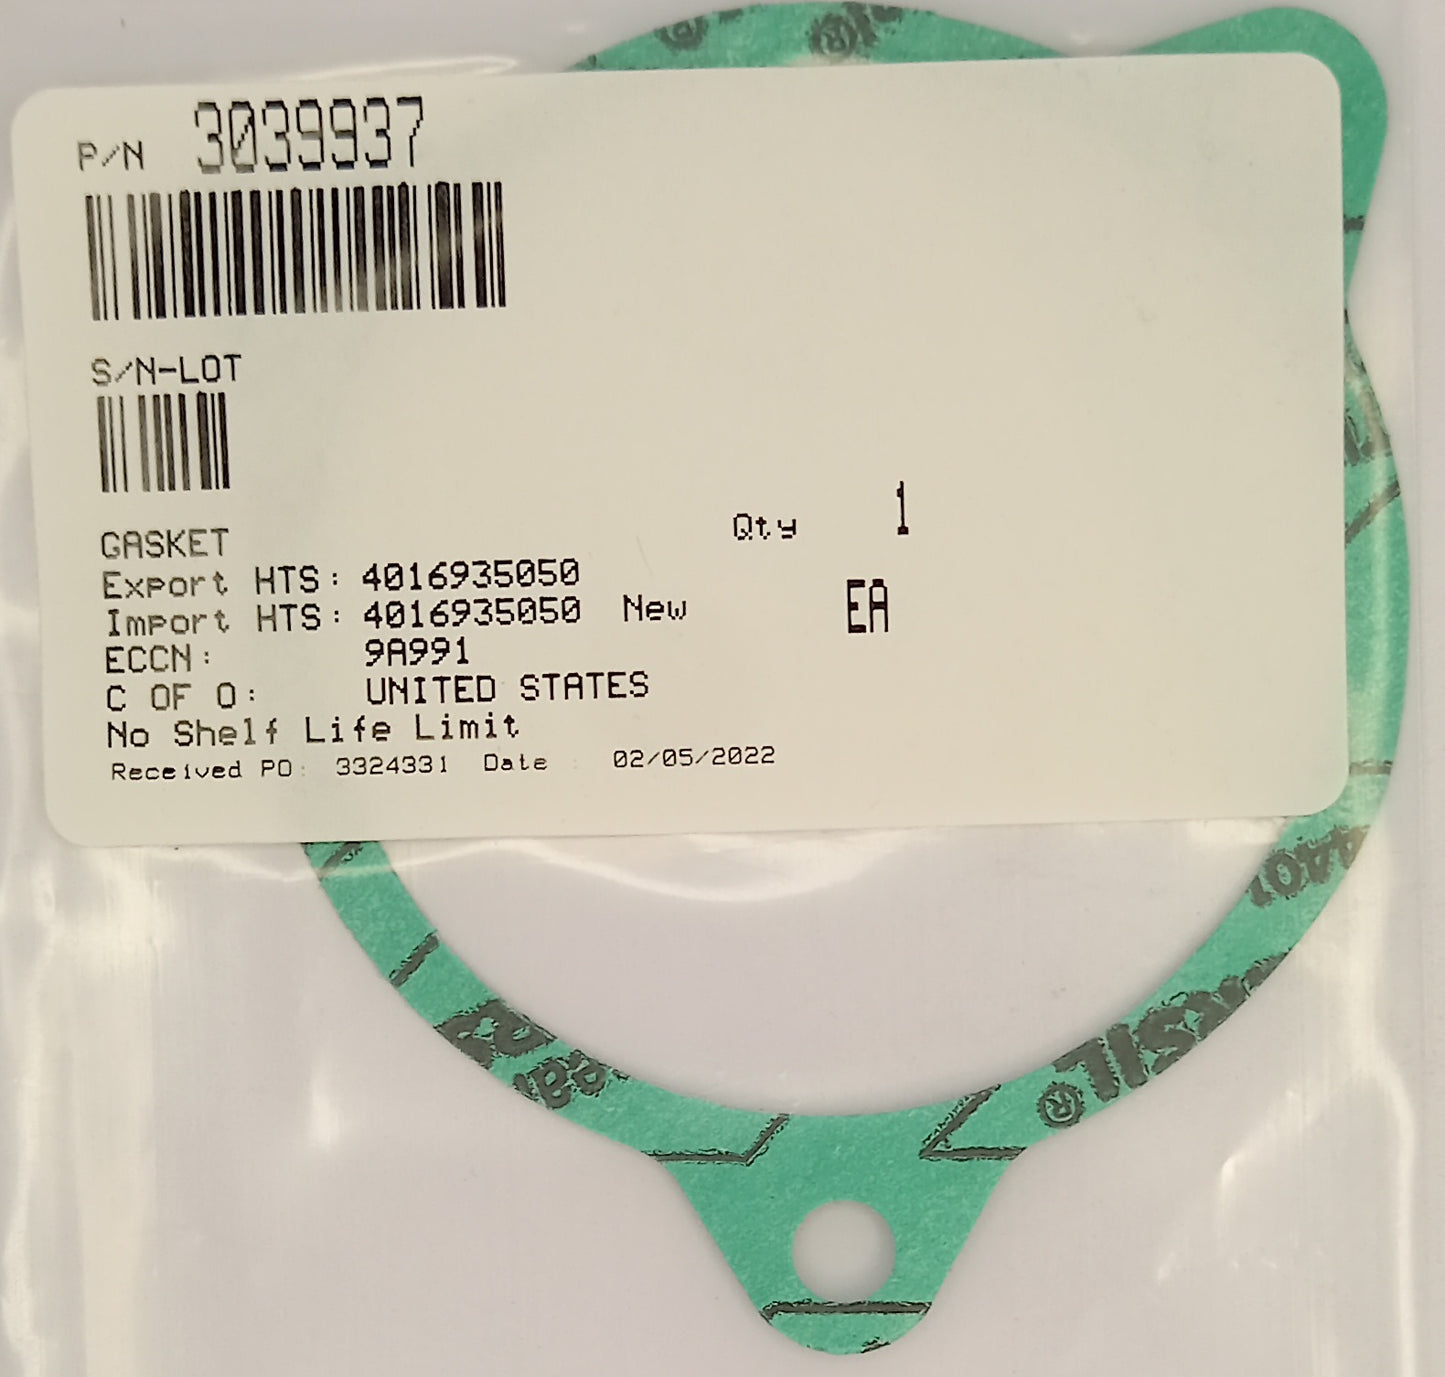 P/N 3039937
S/N-LOT
GASKET
Qty 1
Export HTS: 4016935050
Import HTS: 4016935050 New
EA
ECCN: 9A991
C OF O: UNITED STATES
No Shelf Life Limit
Received PO: 3324331 Date : 02/05/2022
SIL®